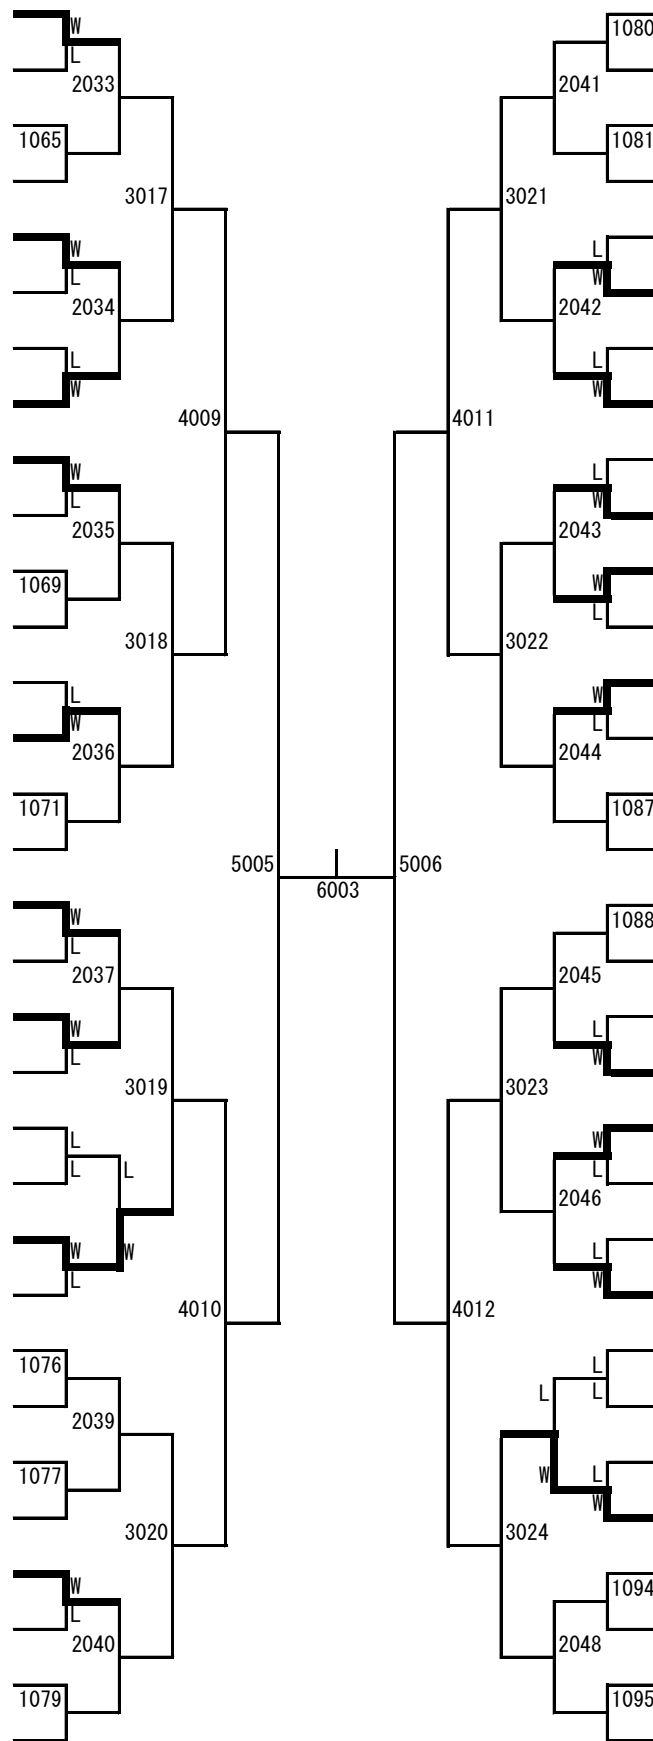 W 1080
L
2033 2041
1065 1081
3017 3021
W L
L W
2034 2042
L L
W W
4009 4011
W L
L W
2035 2043
1069 W
L
3018 3022
L W
W L
2036 2044
1071 1087
5005 5006
6003
W 1088
L
2037 2045
W L
L W
3019 3023
L W
L L L
2046
W W L
L W
4010 4012
1076 L
L L
2039
1077 W L
W
3020 3024
W 1094
L
2040 2048
1079 1095